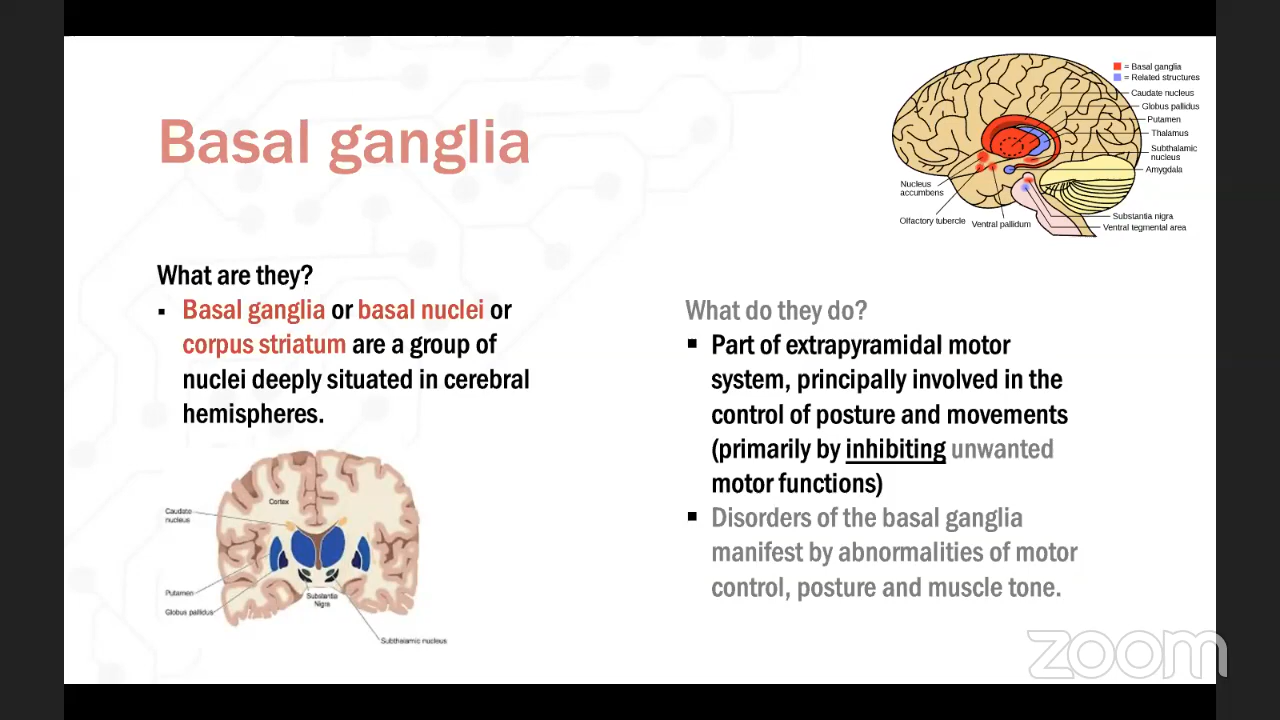 Basal ganglia
= Basal ganglia
= Related structures
Caudate nucleus
Globus pallidus
Putamen
Thalamus
Subthalamic
nucleus
Amygdala
Nucleus
accumbens
Olfactory tubercle
Ventral pallidum
Substantia nigra
Ventral tegmental area
What are they?
▪ Basal ganglia or basal nuclei or
corpus striatum are a group of
nuclei deeply situated in cerebral
hemispheres.
Cortex
Caudate
nucleus
Putamen
Globus pallidus
Substantia
Nigra
Subthalamic nucleus
What do they do?
▪ Part of extrapyramidal motor
system, principally involved in the
control of posture and movements
(primarily by inhibiting unwanted
motor functions)
▪ Disorders of the basal ganglia
manifest by abnormalities of motor
control, posture and muscle tone.
zoom